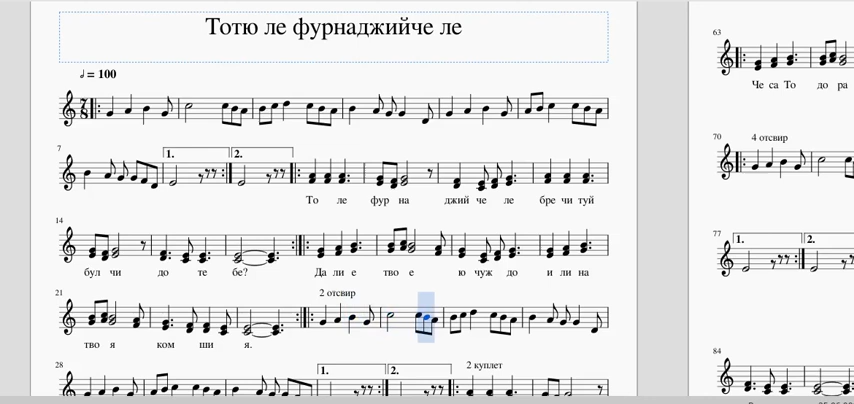 Тотю ле фурнаджийче ле
= 100
7
8
7
1.
2.
То ле фур на джий че ле бре чи туй
14
бул чи до те бе?
Да ли е тво е ю чуж до и ли на
21
2 отсвир
тво я ком ши я.
28
1.
2.
2 куплет
63
Че са То до ра
70
4 отсвир
77
1.
2.
84